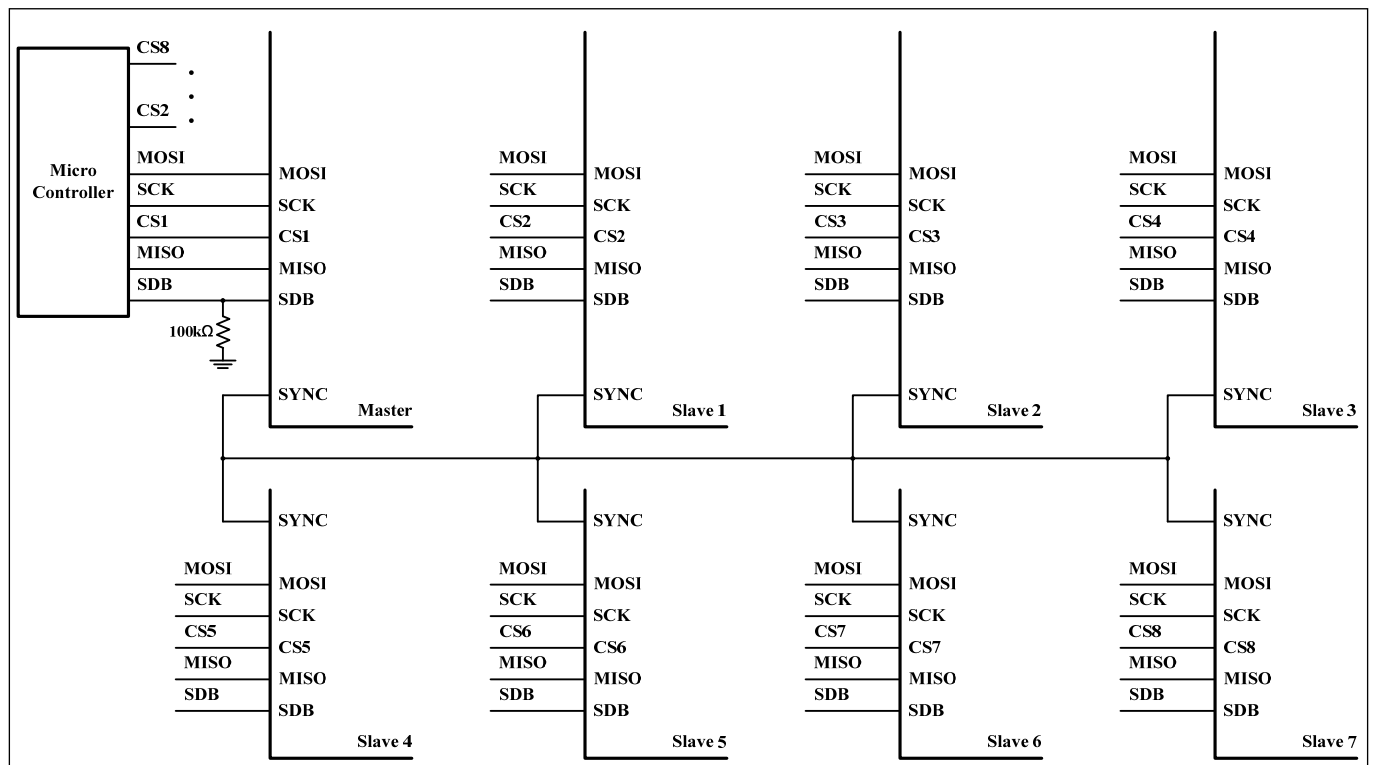 CS8
CS2
Micro
Controller
MOSI
SCK
CS1
MISO
SDB
100kΩ
MOSI
SCK
CS1
MISO
SDB
SYNC
Master
MOSI
SCK
CS2
MISO
SDB
MOSI
SCK
CS2
MISO
SDB
SYNC
Slave 1
MOSI
SCK
CS3
MISO
SDB
MOSI
SCK
CS3
MISO
SDB
SYNC
Slave 2
MOSI
SCK
CS4
MISO
SDB
MOSI
SCK
CS4
MISO
SDB
SYNC
Slave 3
SYNC
MOSI
SCK
CS5
MISO
SDB
MOSI
SCK
CS5
MISO
SDB
Slave 4
SYNC
MOSI
SCK
CS6
MISO
SDB
MOSI
SCK
CS6
MISO
SDB
Slave 5
SYNC
MOSI
SCK
CS7
MISO
SDB
MOSI
SCK
CS7
MISO
SDB
Slave 6
SYNC
MOSI
SCK
CS8
MISO
SDB
MOSI
SCK
CS8
MISO
SDB
Slave 7